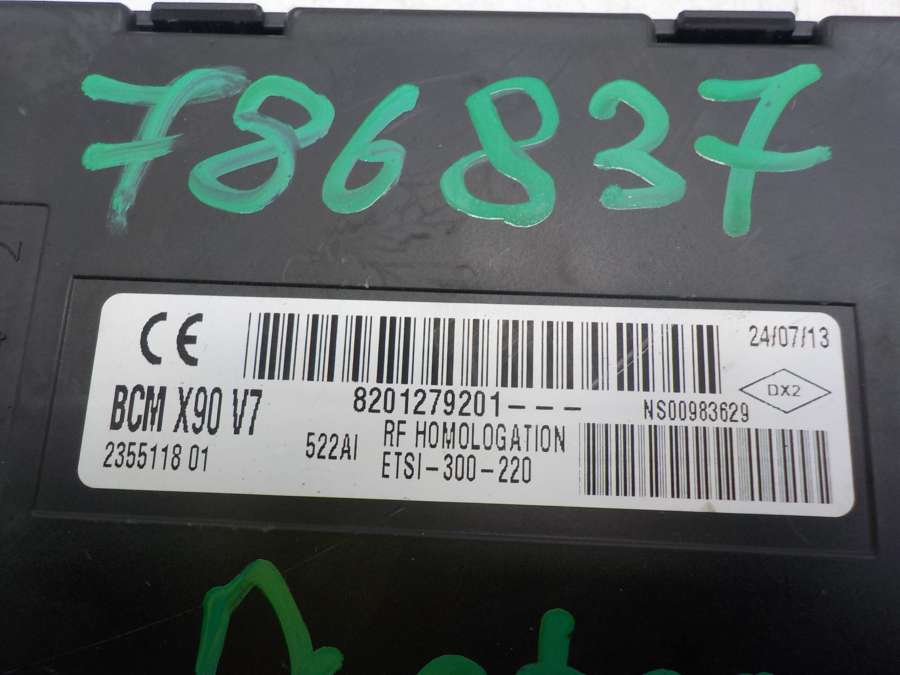 786837
CE
24/07/13
DX2
BCM X90 V7
8201279201---
NS00983629
2355118 01
522AI
RF HOMOLOGATION
ETSI-300-220